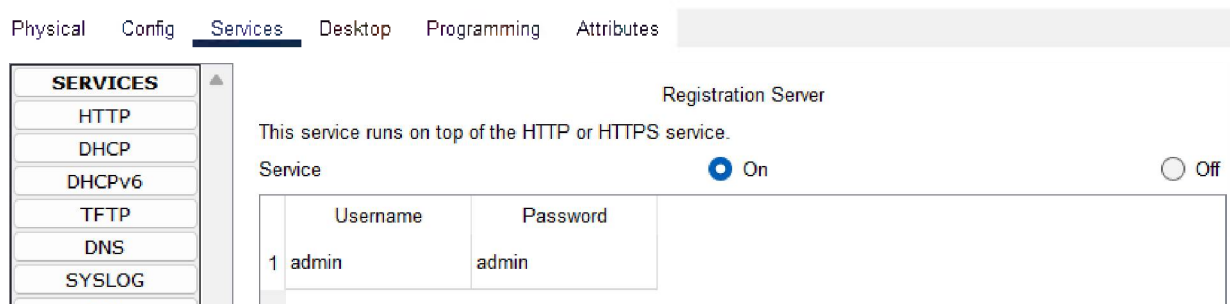 Physical Config Services Desktop Programming Attributes
SERVICES
HTTP
DHCP
DHCPv6
TFTP
DNS
SYSLOG
Registration Server
This service runs on top of the HTTP or HTTPS service.
Service On Off
Username Password
1 admin admin